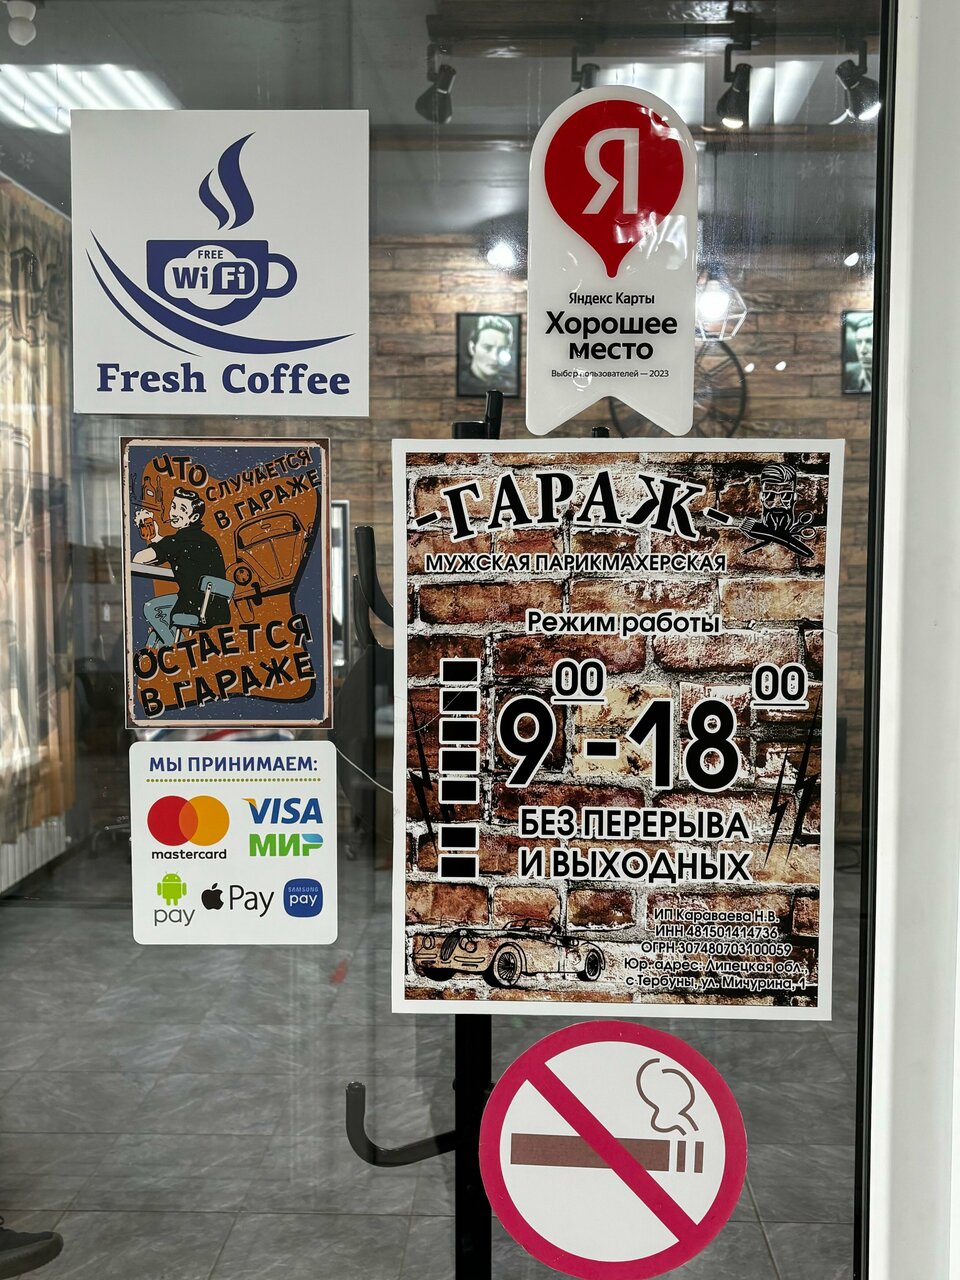 FREE
Wi Fi
Fresh Coffee
Я
Яндекс Карты
Хорошее
место
Выбор пользователей — 2023
ЧТО
СЛУЧАЕТСЯ
В ГАРАЖЕ
ОСТАЕТСЯ
В ГАРАЖЕ
МЫ ПРИНИМАЕМ:
mastercard
VISA
МИР
pay
Pay
SAMSUNG
pay
-ГАРАЖ-
МУЖСКАЯ ПАРИКМАХЕРСКАЯ
Режим работы
9 00 - 18 00
БЕЗ ПЕРЕРЫВА
И ВЫХОДНЫХ
ИП Караваева Н.В.
ИНН 481501414736
ОГРН 307480703100059
Юр. адрес: Липецкая обл.,
с Тербуны, ул. Мичурина, 1